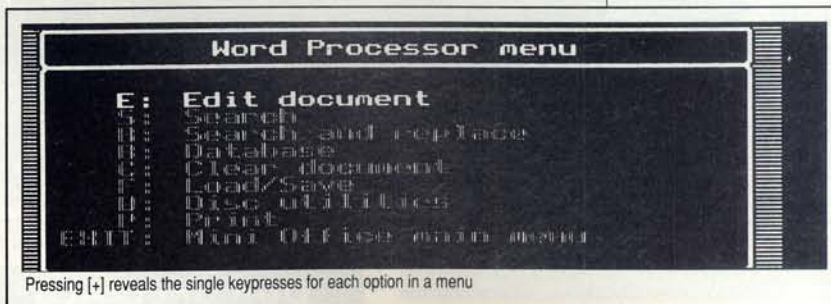 Word Processor menu
E: Edit document
Search
Search and replace
Database
Clear document
Load/Save
Disc utilities
Print
EXIT: Mini Office main menu
Pressing [+] reveals the single keypresses for each option in a menu